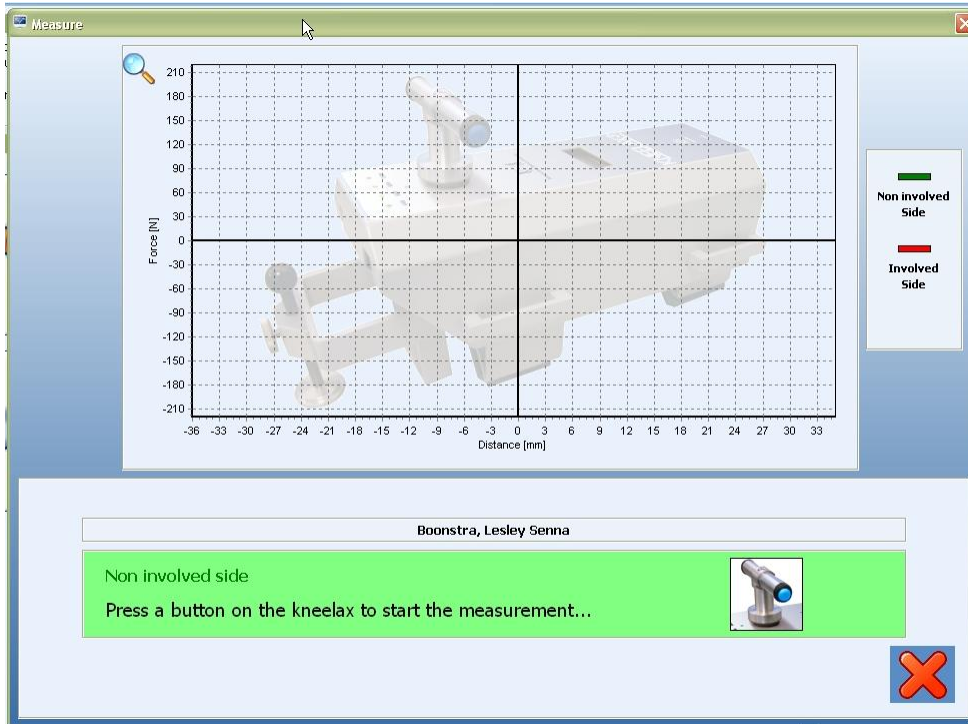 Measure
210
180
150
120
90
60
30
0
-30
-60
-90
-120
-150
-180
-210
Force [N]
-36 -33 -30 -27 -24 -21 -18 -15 -12 -9 -6 -3 0 3 6 9 12 15 18 21 24 27 30 33
Distance [mm]
Non involved
Side
Involved
Side
Boonstra, Lesley Senna
Non involved side
Press a button on the kneelax to start the measurement...